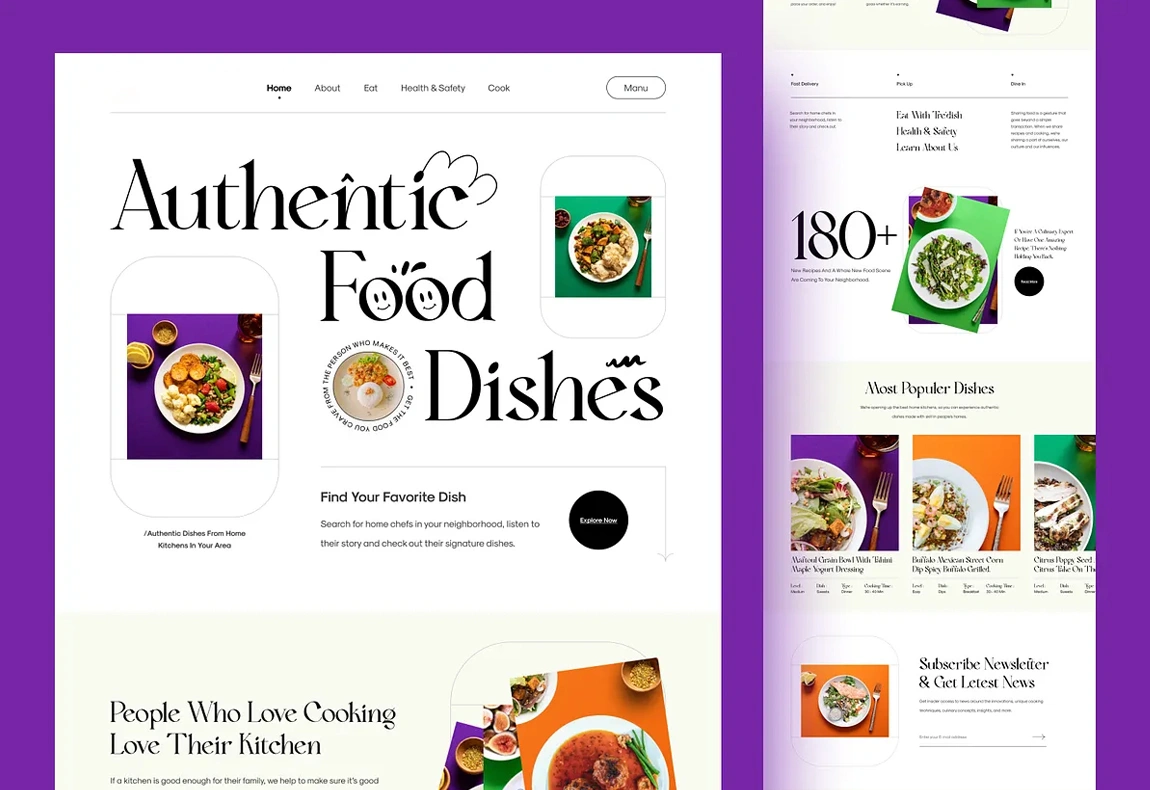 Home
About
Eat
Health & Safety
Cook
Manu
Authentic
Food
Dishes
GET THE FOOD YOU CRAVE FROM THE PERSON WHO MAKES IT BEST
/Authentic Dishes From Home
Kitchens In Your Area
Find Your Favorite Dish
Search for home chefs in your neighborhood, listen to
their story and check out their signature dishes.
Explore Now
People Who Love Cooking
Love Their Kitchen
If a kitchen is good enough for their family, we help to make sure it's good
Food Delivery
Pick Up
Dine In
Search for home chefs in
your neighborhood, listen to
their story and check out.
Eat With Tredish
Health & Safety
Learn About Us
Sharing food is a gesture that
goes beyond a simple
transaction. When we share
recipes and cooking, we're
sharing a part of ourselves, our
culture and our influences.
180+
New Recipes And A Whole New Food Scene
Are Coming To Your Neighborhood.
If You're A Culinary Expert
Or Have One Amazing
Recipe There's Nothing
Holding You Back.
Read More
Most Populer Dishes
We're opening up the best home kitchens, so you can experience authentic
dishes made with skill in people's homes.
Maftoul Grain Bowl With Tahini
Maple Yogurt Dressing
Level :
Dish :
Type :
Cooking Time :
Medium
Sweets
Dinner
30 - 40 Min
Buffalo Mexican Street Corn
Dip Spicy Buffalo Grilled.
Level :
Dish :
Type :
Cooking Time :
Easy
Dips
Breakfast
30 - 40 Min
Citrus Poppy Seed
Citrus Take On Th
Level :
Dish :
Type :
Medium
Sweets
Dinner
Subscribe Newsletter
& Get Letest News
Get insider access to news around the innovations, unique cooking
techniques, culinary concepts, insights, and more.
Enter your E-mail address